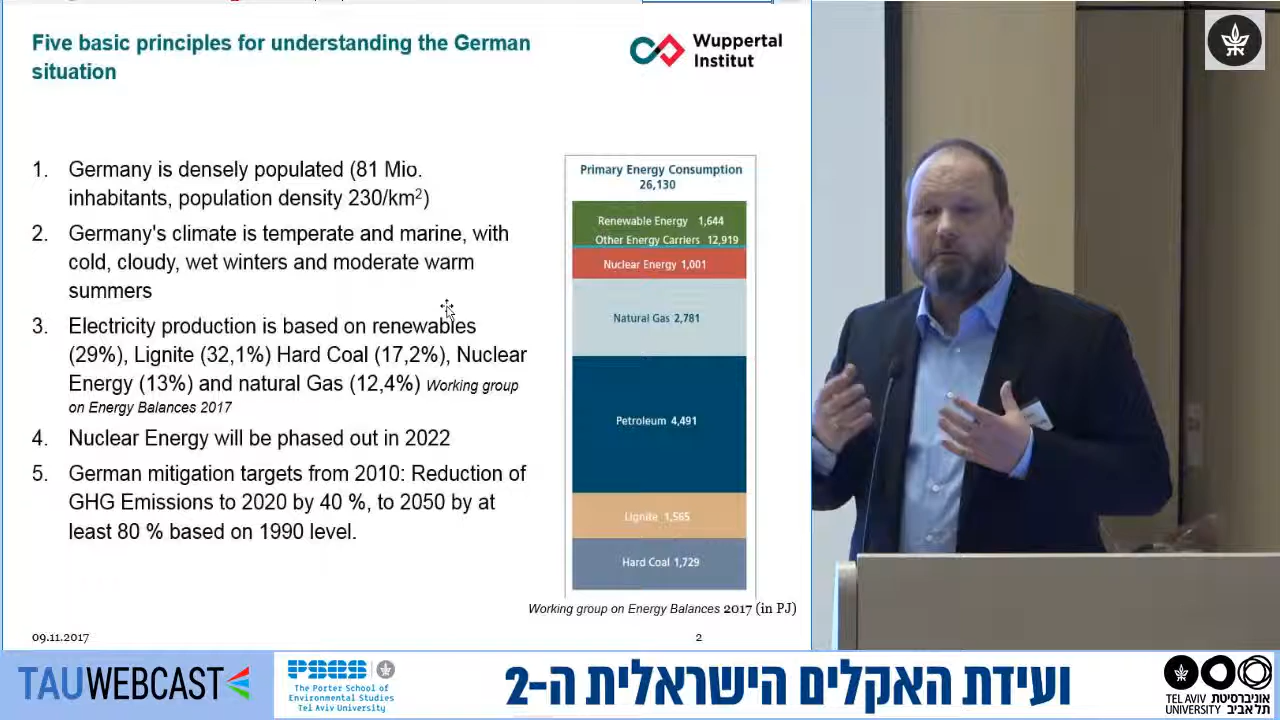 Five basic principles for understanding the German
situation
Wuppertal
Institut
1. Germany is densely populated (81 Mio.
inhabitants, population density 230/km²)
2. Germany's climate is temperate and marine, with
cold, cloudy, wet winters and moderate warm
summers
3. Electricity production is based on renewables
(29%), Lignite (32,1%) Hard Coal (17,2%), Nuclear
Energy (13%) and natural Gas (12,4%) Working group
on Energy Balances 2017
4. Nuclear Energy will be phased out in 2022
5. German mitigation targets from 2010: Reduction of
GHG Emissions to 2020 by 40 %, to 2050 by at
least 80 % based on 1990 level.
Primary Energy Consumption
26,130
Renewable Energy 1,644
Other Energy Carriers 12,919
Nuclear Energy 1,001
Natural Gas 2,781
Petroleum 4,491
Lignite 1,565
Hard Coal 1,729
Working group on Energy Balances 2017 (in PJ)
09.11.2017
2
TAUWEBCAST
PSES
The Porter School of
Environmental Studies
Tel Aviv University
ועידת האקלים הישראלית ה-2
TEL AVIV אוניברסיטת
UNIVERSITY תל אביב